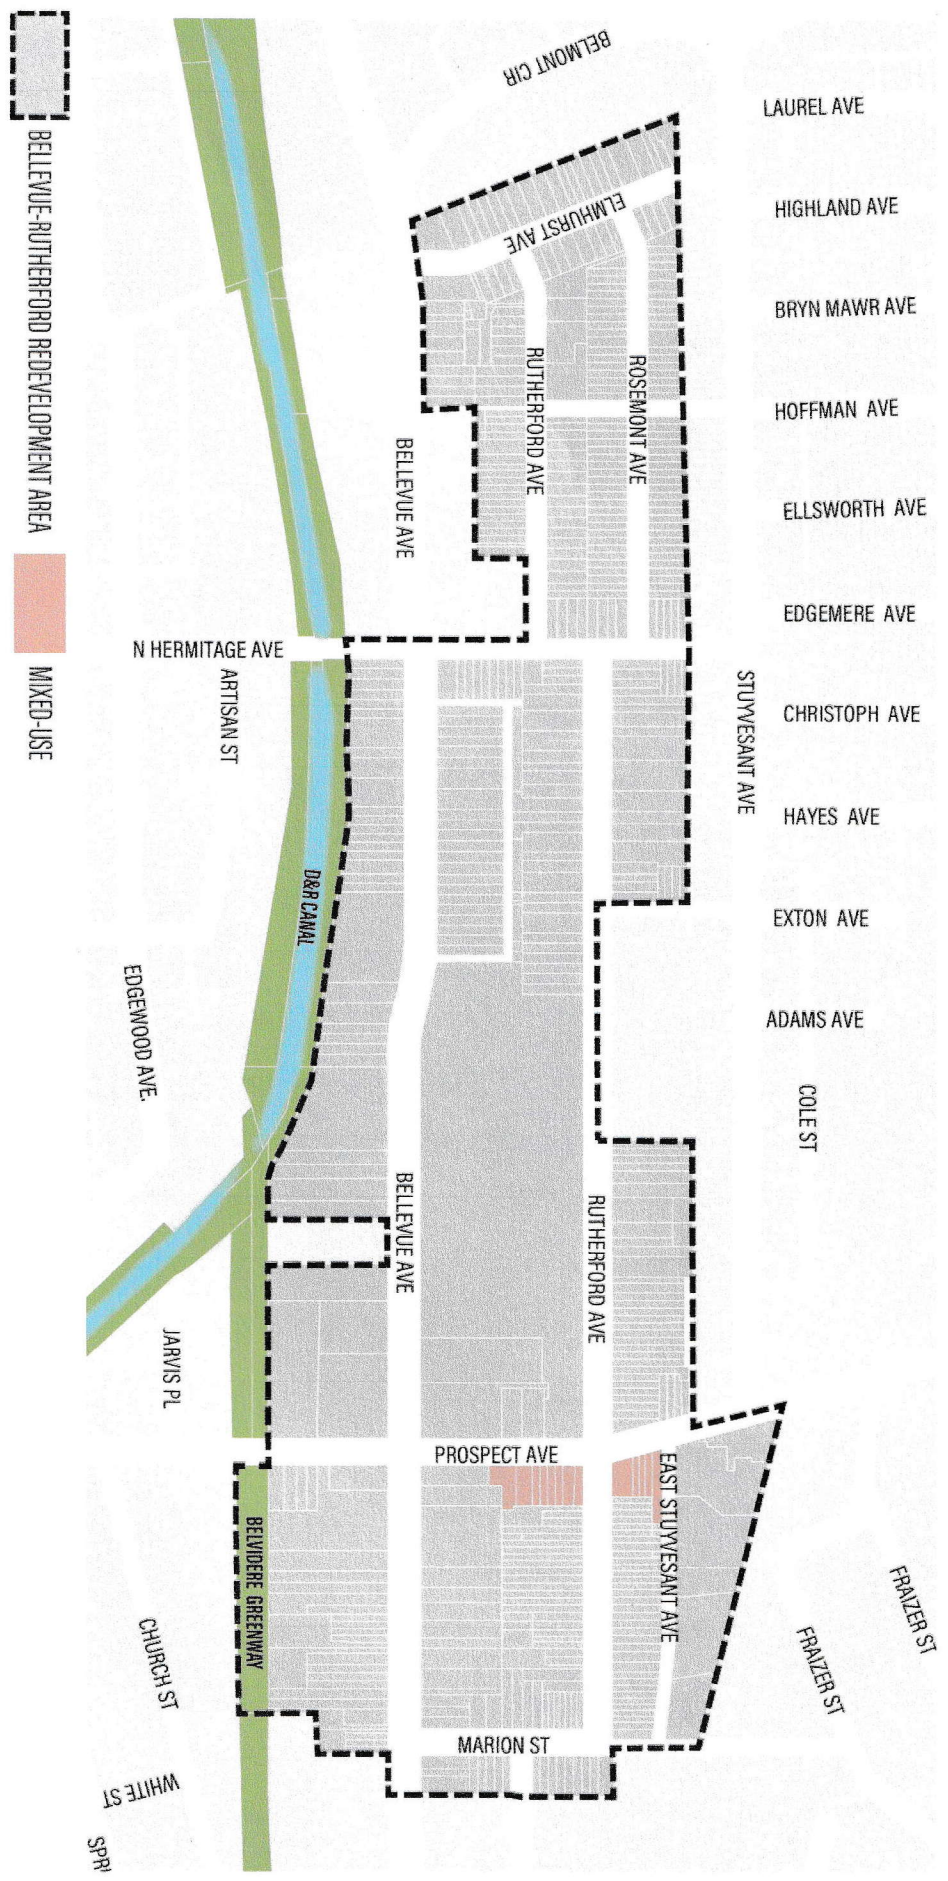 BELMONT CIR
LAUREL AVE
HIGHLAND AVE
ELMHURST AVE
BRYN MAWR AVE
RUTHERFORD AVE
ROSEMONT AVE
HOFFMAN AVE
BELLEVUE AVE
ELLSWORTH AVE
EDGEMERE AVE
N HERMITAGE AVE
ARTISAN ST
STUYVESANT AVE
CHRISTOPH AVE
HAYES AVE
D&R CANAL
EXTON AVE
EDGEWOOD AVE.
ADAMS AVE
COLE ST
BELLEVUE AVE
RUTHERFORD AVE
JARVIS PL
PROSPECT AVE
EAST STUYVESANT AVE
BELVIDERE GREENWAY
FRAIZER ST
FRAIZER ST
CHURCH ST
MARION ST
WHITE ST
SPRI
BELLEVUE-RUTHERFORD REDEVELOPMENT AREA
MIXED-USE